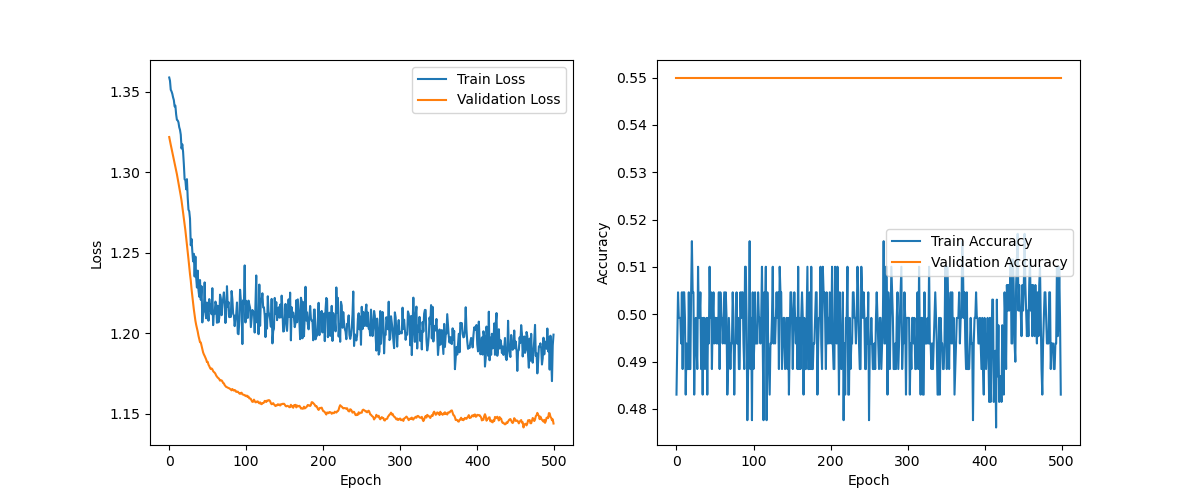 Train Loss
Validation Loss
1.35
1.30
1.25
1.20
1.15
Loss
0 100 200 300 400 500
Epoch
0.55
0.54
0.53
0.52
0.51
0.50
0.49
0.48
Accuracy
Train Accuracy
Validation Accuracy
0 100 200 300 400 500
Epoch